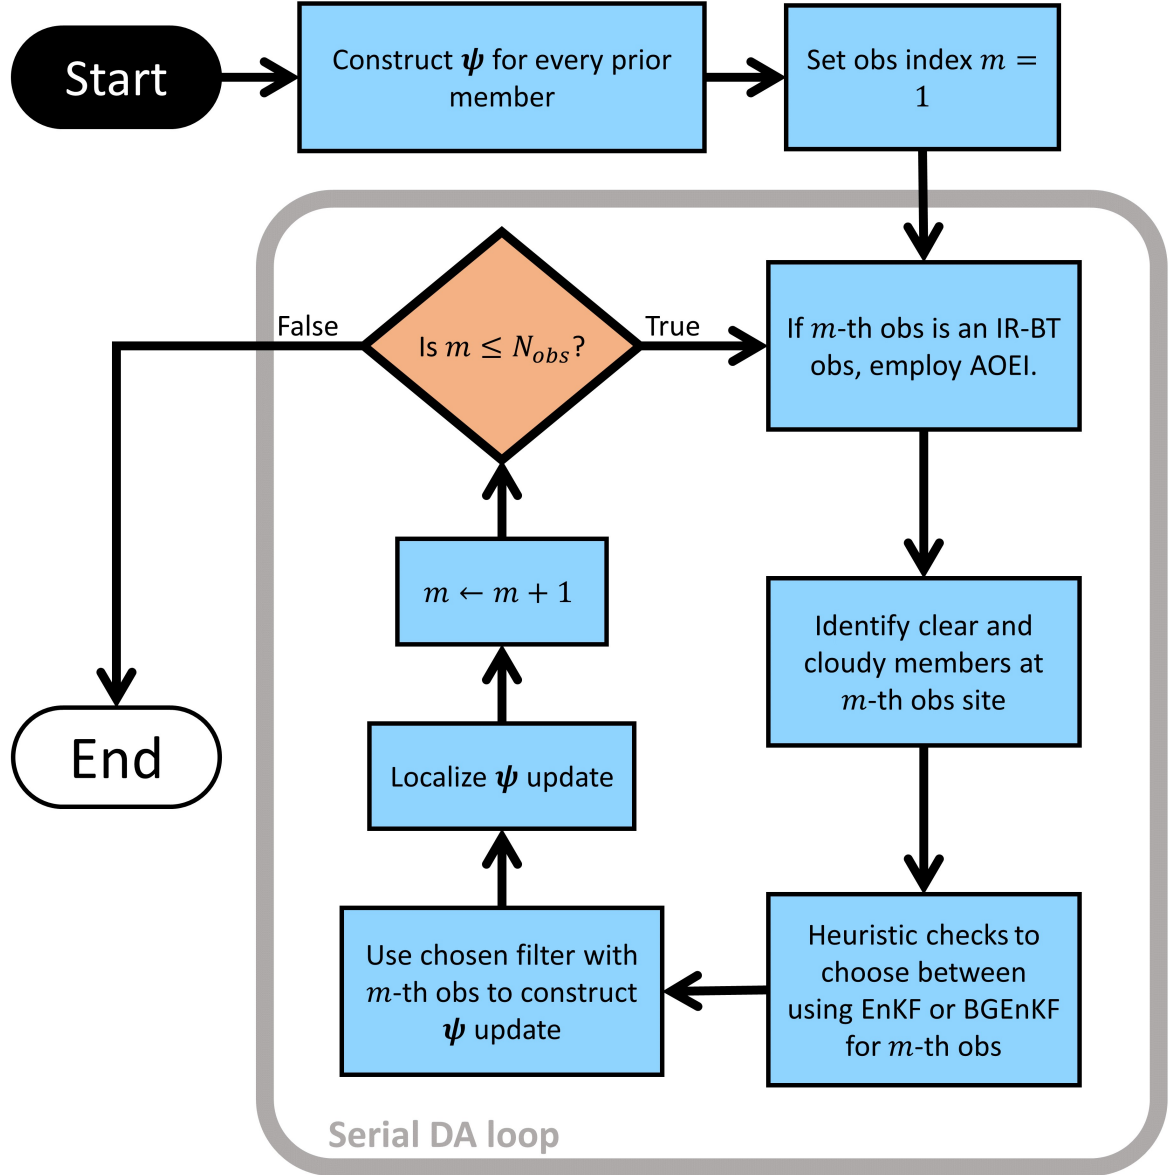 Start
Construct 𝝍 for every prior
member
Set obs index m =
1
False
Is m ≤ N_obs?
True
If m-th obs is an IR-BT
obs, employ AOEI.
m ← m + 1
Identify clear and
cloudy members at
m-th obs site
End
Localize 𝝍 update
Use chosen filter with
m-th obs to construct
𝝍 update
Heuristic checks to
choose between
using EnKF or BGEnKF
for m-th obs
Serial DA loop